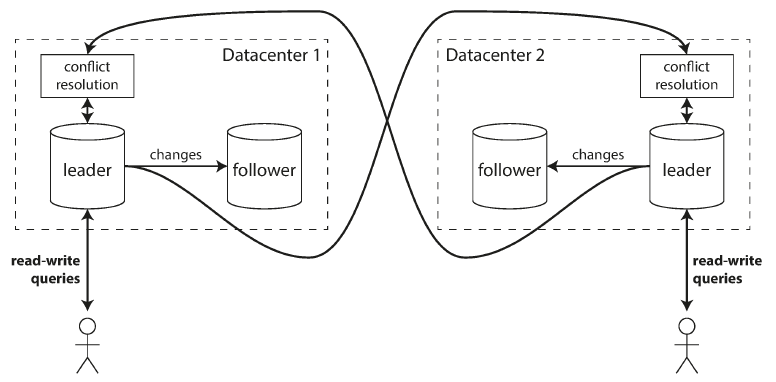 Datacenter 1
conflict
resolution
leader
changes
follower
read-write
queries
Datacenter 2
conflict
resolution
follower
changes
leader
read-write
queries